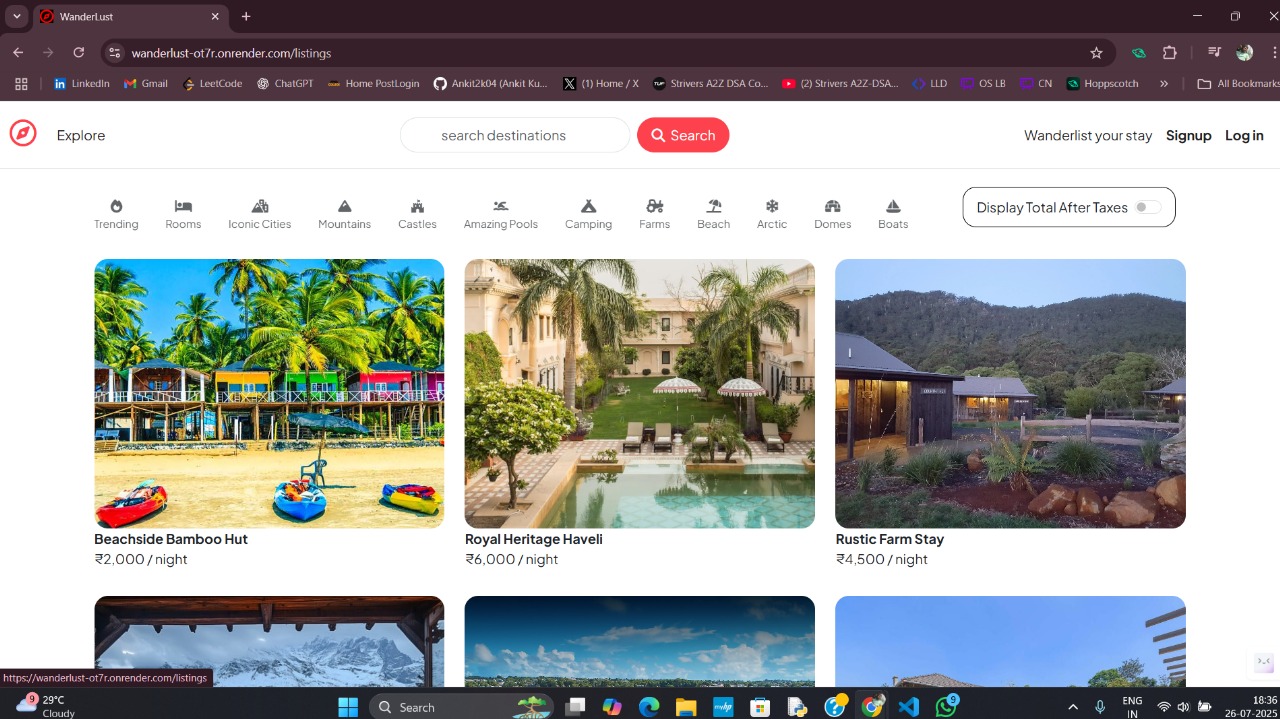 WanderLust
wanderlust-ot7r.onrender.com/listings
LinkedIn Gmail LeetCode ChatGPT Home PostLogin Ankit2k04 (Ankit Ku... (1) Home / X Strivers A2Z DSA Co... (2) Strivers A2Z-DSA... LLD OS LB CN Hoppscotch » All Bookmarks
Explore search destinations Search Wanderlist your stay Signup Log in
Trending Rooms Iconic Cities Mountains Castles Amazing Pools Camping Farms Beach Arctic Domes Boats
Display Total After Taxes
Beachside Bamboo Hut Royal Heritage Haveli Rustic Farm Stay
₹2,000 / night ₹6,000 / night ₹4,500 / night
https://wanderlust-ot7r.onrender.com/listings
9 29°C Search 9 ENG 18:36
Cloudy IN 26-07-2025